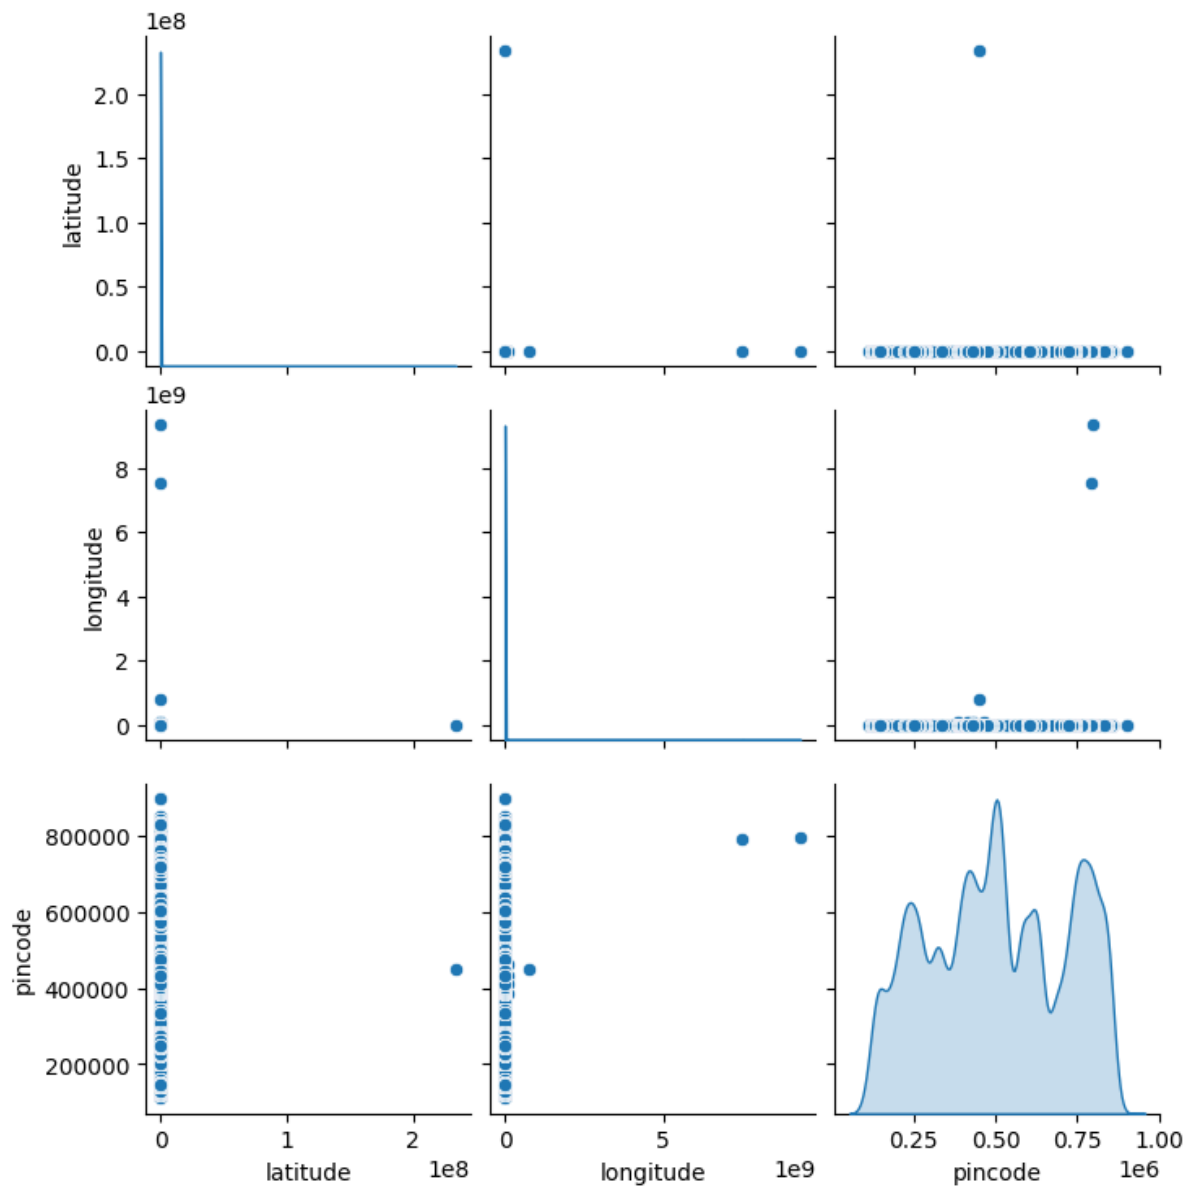 1e8
2.0
1.5
1.0
0.5
0.0
latitude
1e9
8
6
4
2
0
longitude
800000
600000
400000
200000
pincode
0 1 2 0 5 0.25 0.50 0.75 1.00
1e8 1e9 1e6
latitude longitude pincode